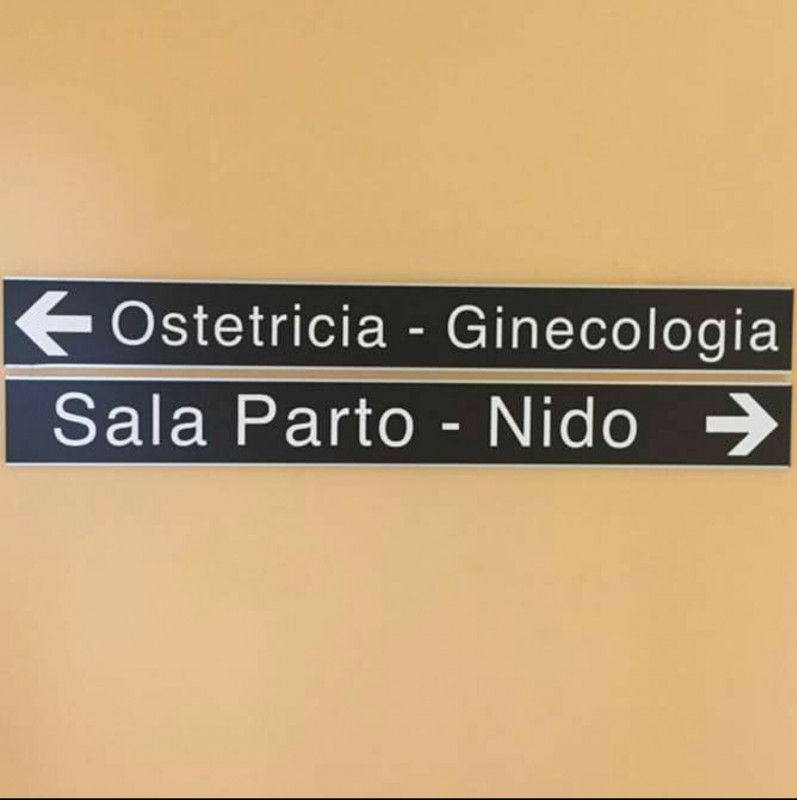 Ostetricia - Ginecologia
Sala Parto - Nido